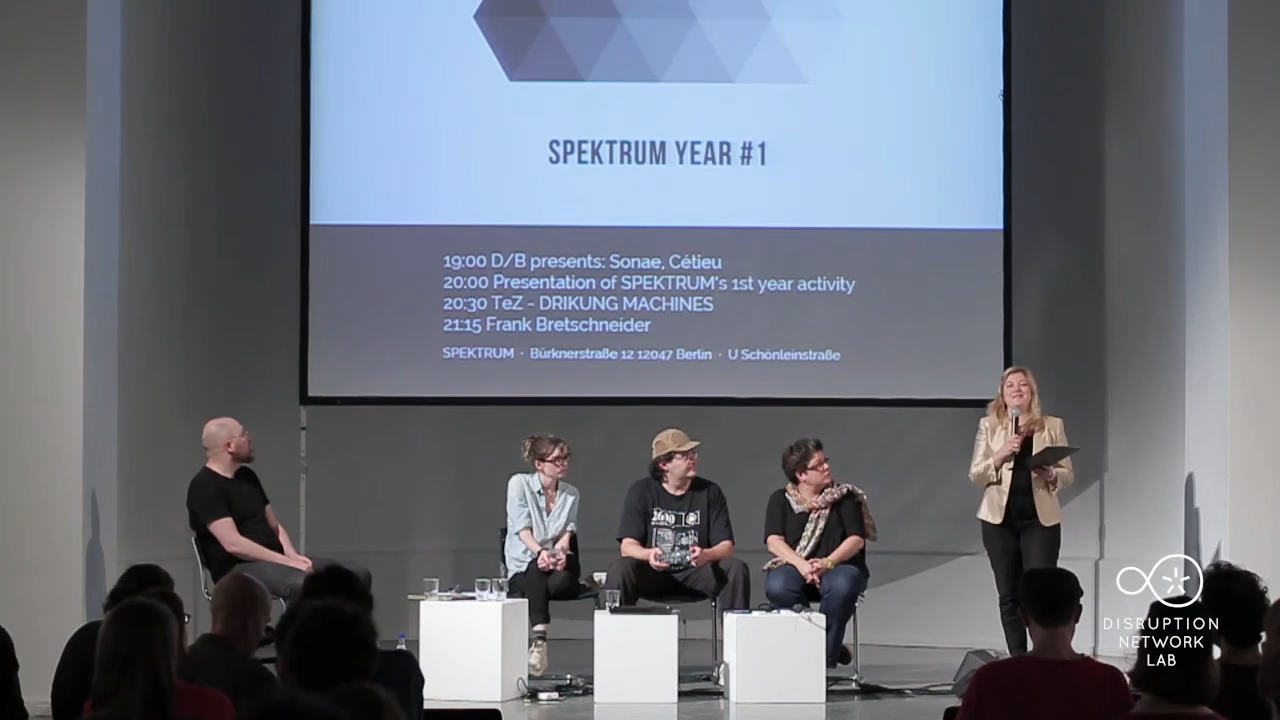 SPEKTRUM YEAR #1
19:00 D/B presents: Sonae, Cétieu
20:00 Presentation of SPEKTRUM's 1st year activity
20:30 TeZ - DRIKUNG MACHINES
21:15 Frank Bretschneider
SPEKTRUM · Bürknerstraße 12 12047 Berlin · U Schönleinstraße
DISRUPTION
NETWORK
LAB